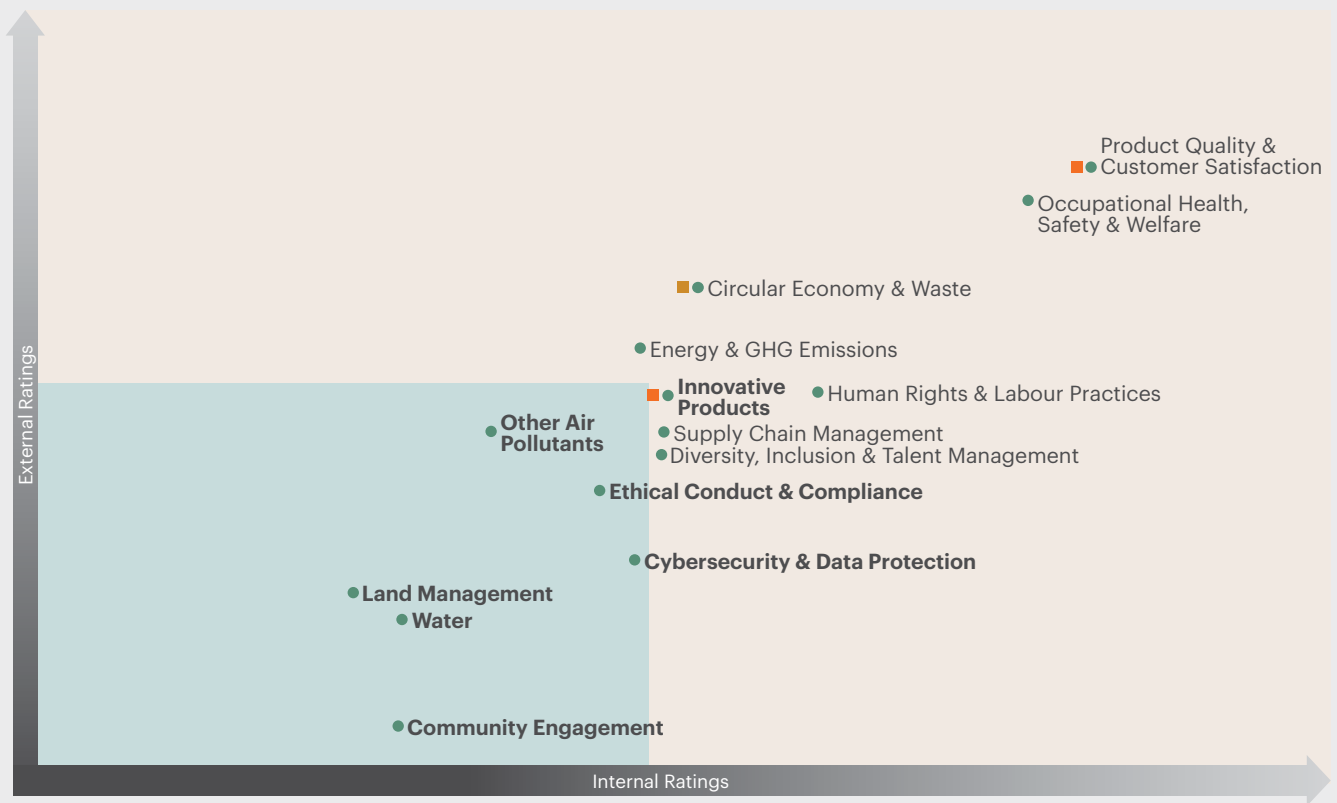 Product Quality &
Customer Satisfaction
Occupational Health,
Safety & Welfare
Circular Economy & Waste
Energy & GHG Emissions
Innovative
Products
Human Rights & Labour Practices
Other Air
Pollutants
Supply Chain Management
Diversity, Inclusion & Talent Management
Ethical Conduct & Compliance
Cybersecurity & Data Protection
Land Management
Water
Community Engagement
External Ratings
Internal Ratings